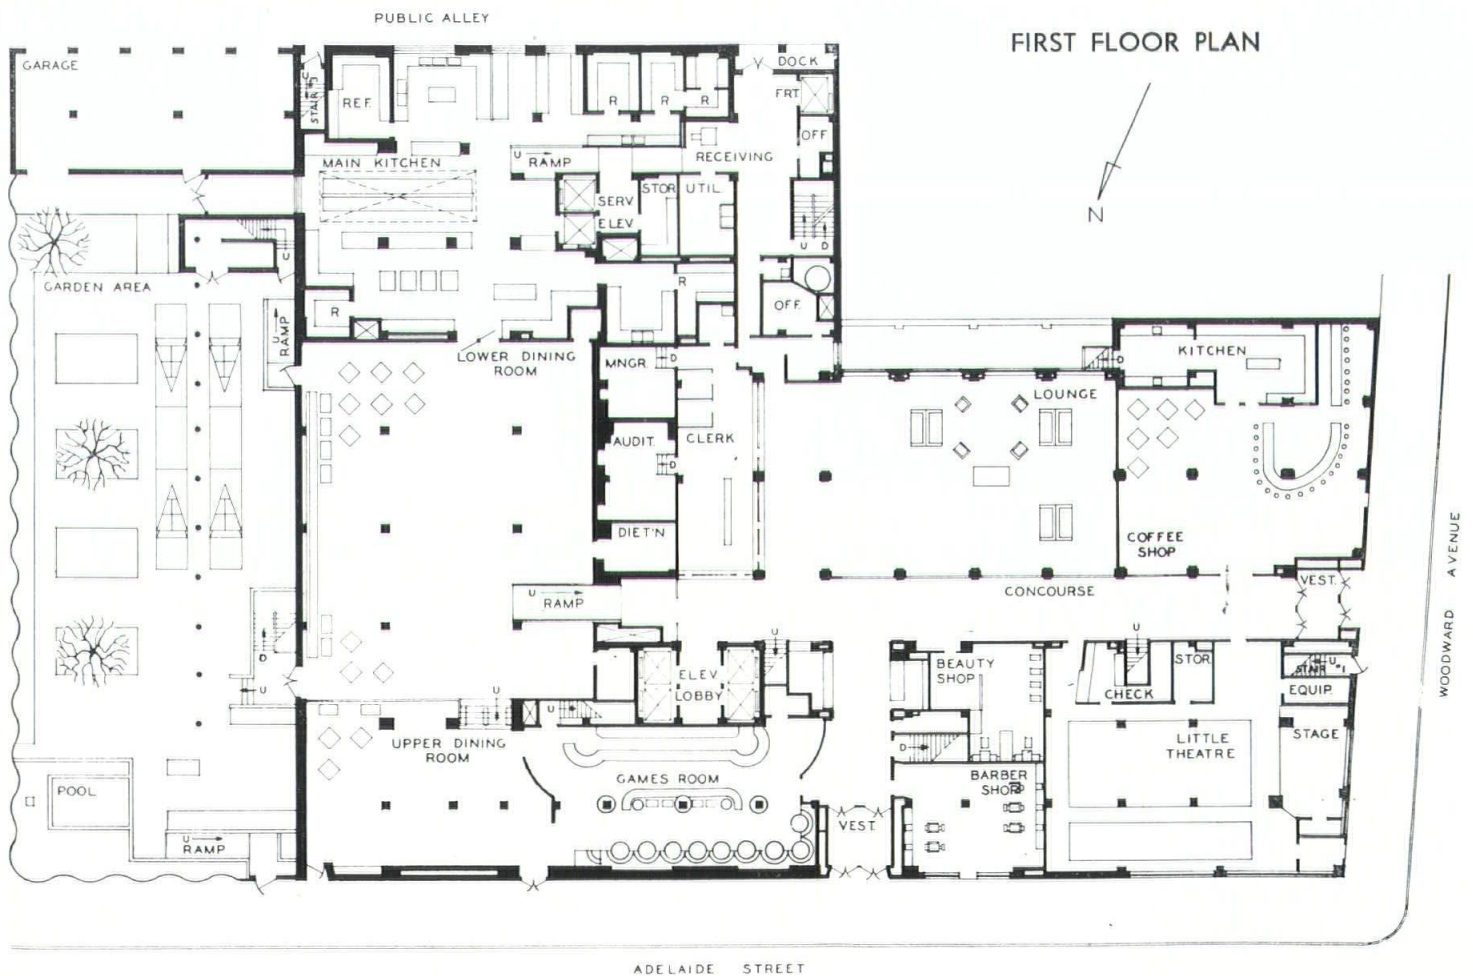 PUBLIC ALLEY
FIRST FLOOR PLAN
GARAGE
U
STAIR
REF.
R
R
R
DOCK
FRT.
OFF
MAIN KITCHEN
U
RAMP
RECEIVING
SERV
ELEV
STOR
UTIL.
N
U
U
D
GARDEN AREA
R
R
OFF.
U
RAMP
LOWER DINING
ROOM
MNGR
D
KITCHEN
D
LOUNGE
AUDIT.
D
CLERK
DIET'N
COFFEE
SHOP
WOODWARD AVENUE
U
RAMP
CONCOURSE
VEST.
D
U
U
ELEV
LOBBY
U
U
BEAUTY
SHOP
U
CHECK
STOR.
STAIR
U
EQUIP.
U
UPPER DINING
ROOM
D
LITTLE
THEATRE
STAGE
GAMES ROOM
BARBER
SHOP
POOL
VEST.
U
RAMP
ADELAIDE STREET